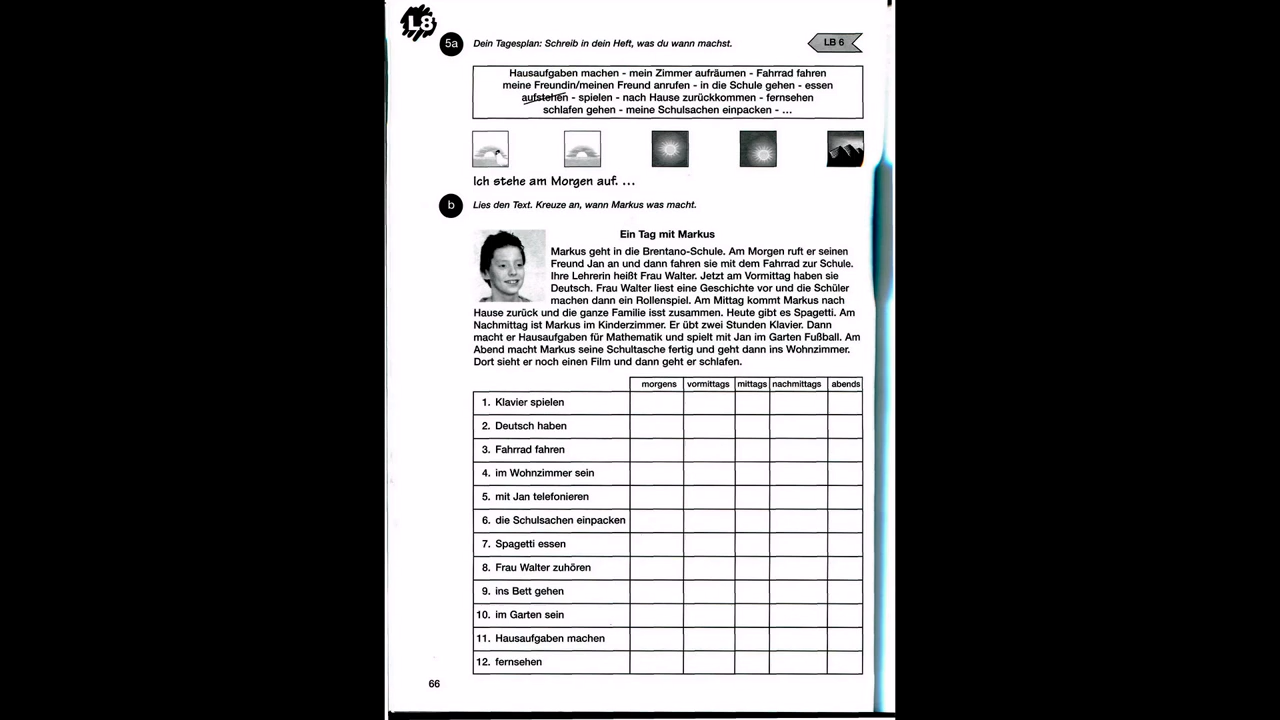 L8
5a Dein Tagesplan: Schreib in dein Heft, was du wann machst. LB 6
Hausaufgaben machen - mein Zimmer aufräumen - Fahrrad fahren
meine Freundin/meinen Freund anrufen - in die Schule gehen - essen
aufstehen - spielen - nach Hause zurückkommen - fernsehen
schlafen gehen - meine Schulsachen einpacken - ...
Ich stehe am Morgen auf. ...
b Lies den Text. Kreuze an, wann Markus was macht.
Ein Tag mit Markus
Markus geht in die Brentano-Schule. Am Morgen ruft er seinen
Freund Jan an und dann fahren sie mit dem Fahrrad zur Schule.
Ihre Lehrerin heißt Frau Walter. Jetzt am Vormittag haben sie
Deutsch. Frau Walter liest eine Geschichte vor und die Schüler
machen dann ein Rollenspiel. Am Mittag kommt Markus nach
Hause zurück und die ganze Familie isst zusammen. Heute gibt es Spagetti. Am
Nachmittag ist Markus im Kinderzimmer. Er übt zwei Stunden Klavier. Dann
macht er Hausaufgaben für Mathematik und spielt mit Jan im Garten Fußball. Am
Abend macht Markus seine Schultasche fertig und geht dann ins Wohnzimmer.
Dort sieht er noch einen Film und dann geht er schlafen.
morgens vormittags mittags nachmittags abends
1. Klavier spielen
2. Deutsch haben
3. Fahrrad fahren
4. im Wohnzimmer sein
5. mit Jan telefonieren
6. die Schulsachen einpacken
7. Spagetti essen
8. Frau Walter zuhören
9. ins Bett gehen
10. im Garten sein
11. Hausaufgaben machen
12. fernsehen
66